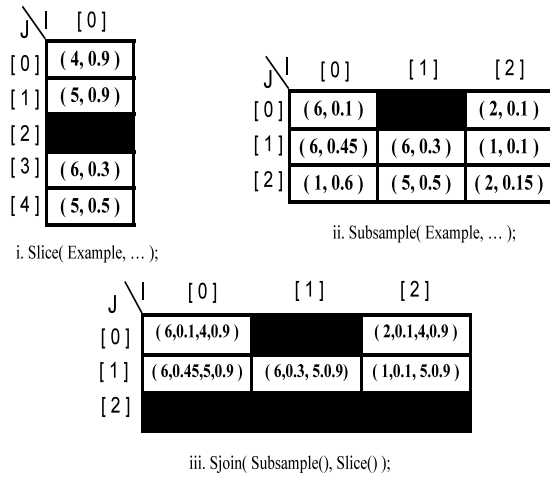 I [0]
J
[0] (4, 0.9)
[1] (5, 0.9)
[2]
[3] (6, 0.3)
[4] (5, 0.5)
i. Slice( Example, … );
I [0] [1] [2]
J
[0] (6, 0.1) (2, 0.1)
[1] (6, 0.45) (6, 0.3) (1, 0.1)
[2] (1, 0.6) (5, 0.5) (2, 0.15)
ii. Subsample( Example, … );
I [0] [1] [2]
J
[0] (6,0.1,4,0.9) (2,0.1,4,0.9)
[1] (6,0.45,5,0.9) (6,0.3, 5.0.9) (1,0.1, 5.0.9)
[2]
iii. Sjoin( Subsample(), Slice() );